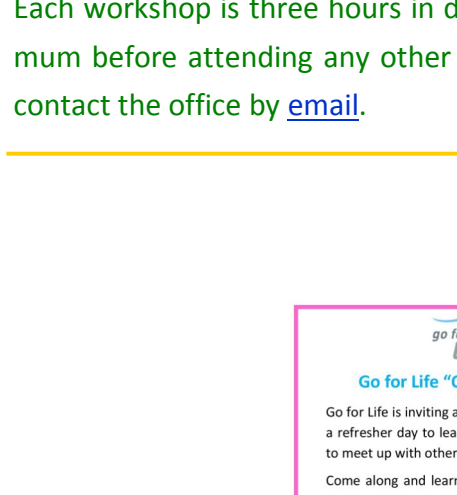 Each workshop is three hours in d
mum before attending any other
contact the office by email.
go f
Go for Life “
Go for Life is inviting a
a refresher day to lea
to meet up with other
Come along and learn